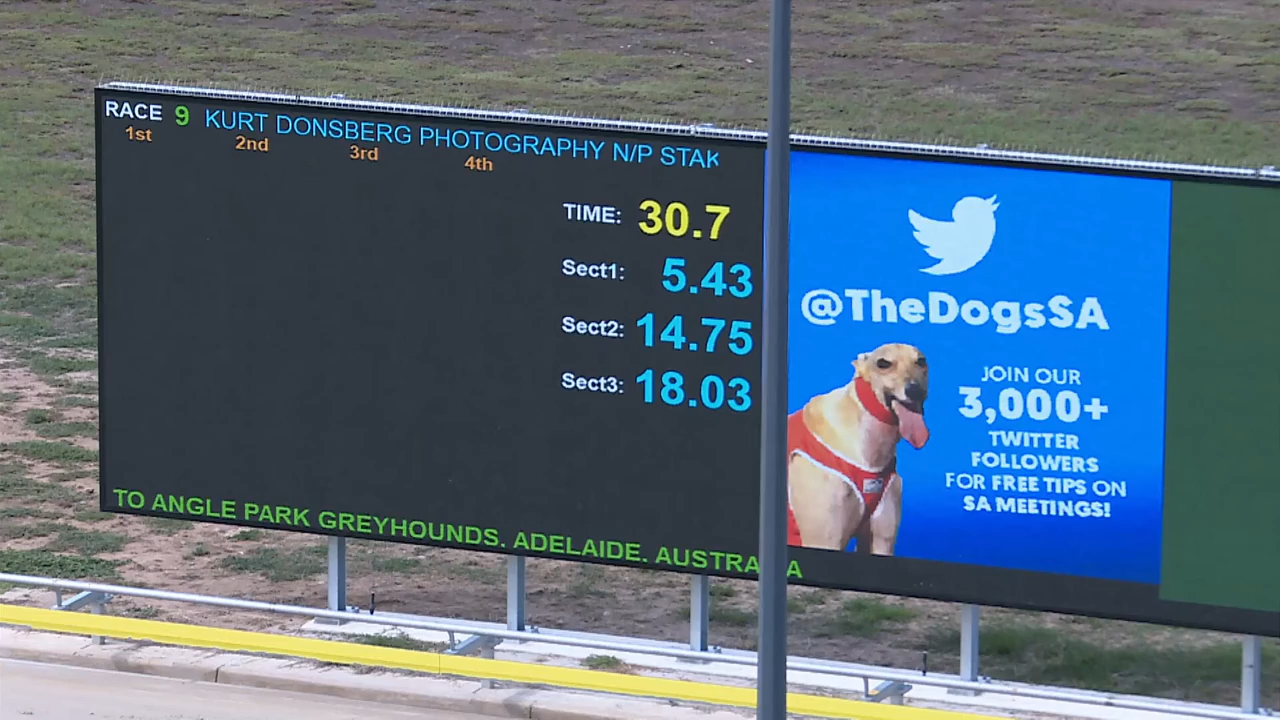 RACE 9 KURT DONSBERG PHOTOGRAPHY N/P STAK
1st 2nd 3rd 4th
TIME: 30.7
Sect1: 5.43
Sect2: 14.75
Sect3: 18.03
TO ANGLE PARK GREYHOUNDS. ADELAIDE. AUSTRA A
@TheDogsSA
JOIN OUR
3,000+
TWITTER
FOLLOWERS
FOR FREE TIPS ON
SA MEETINGS!